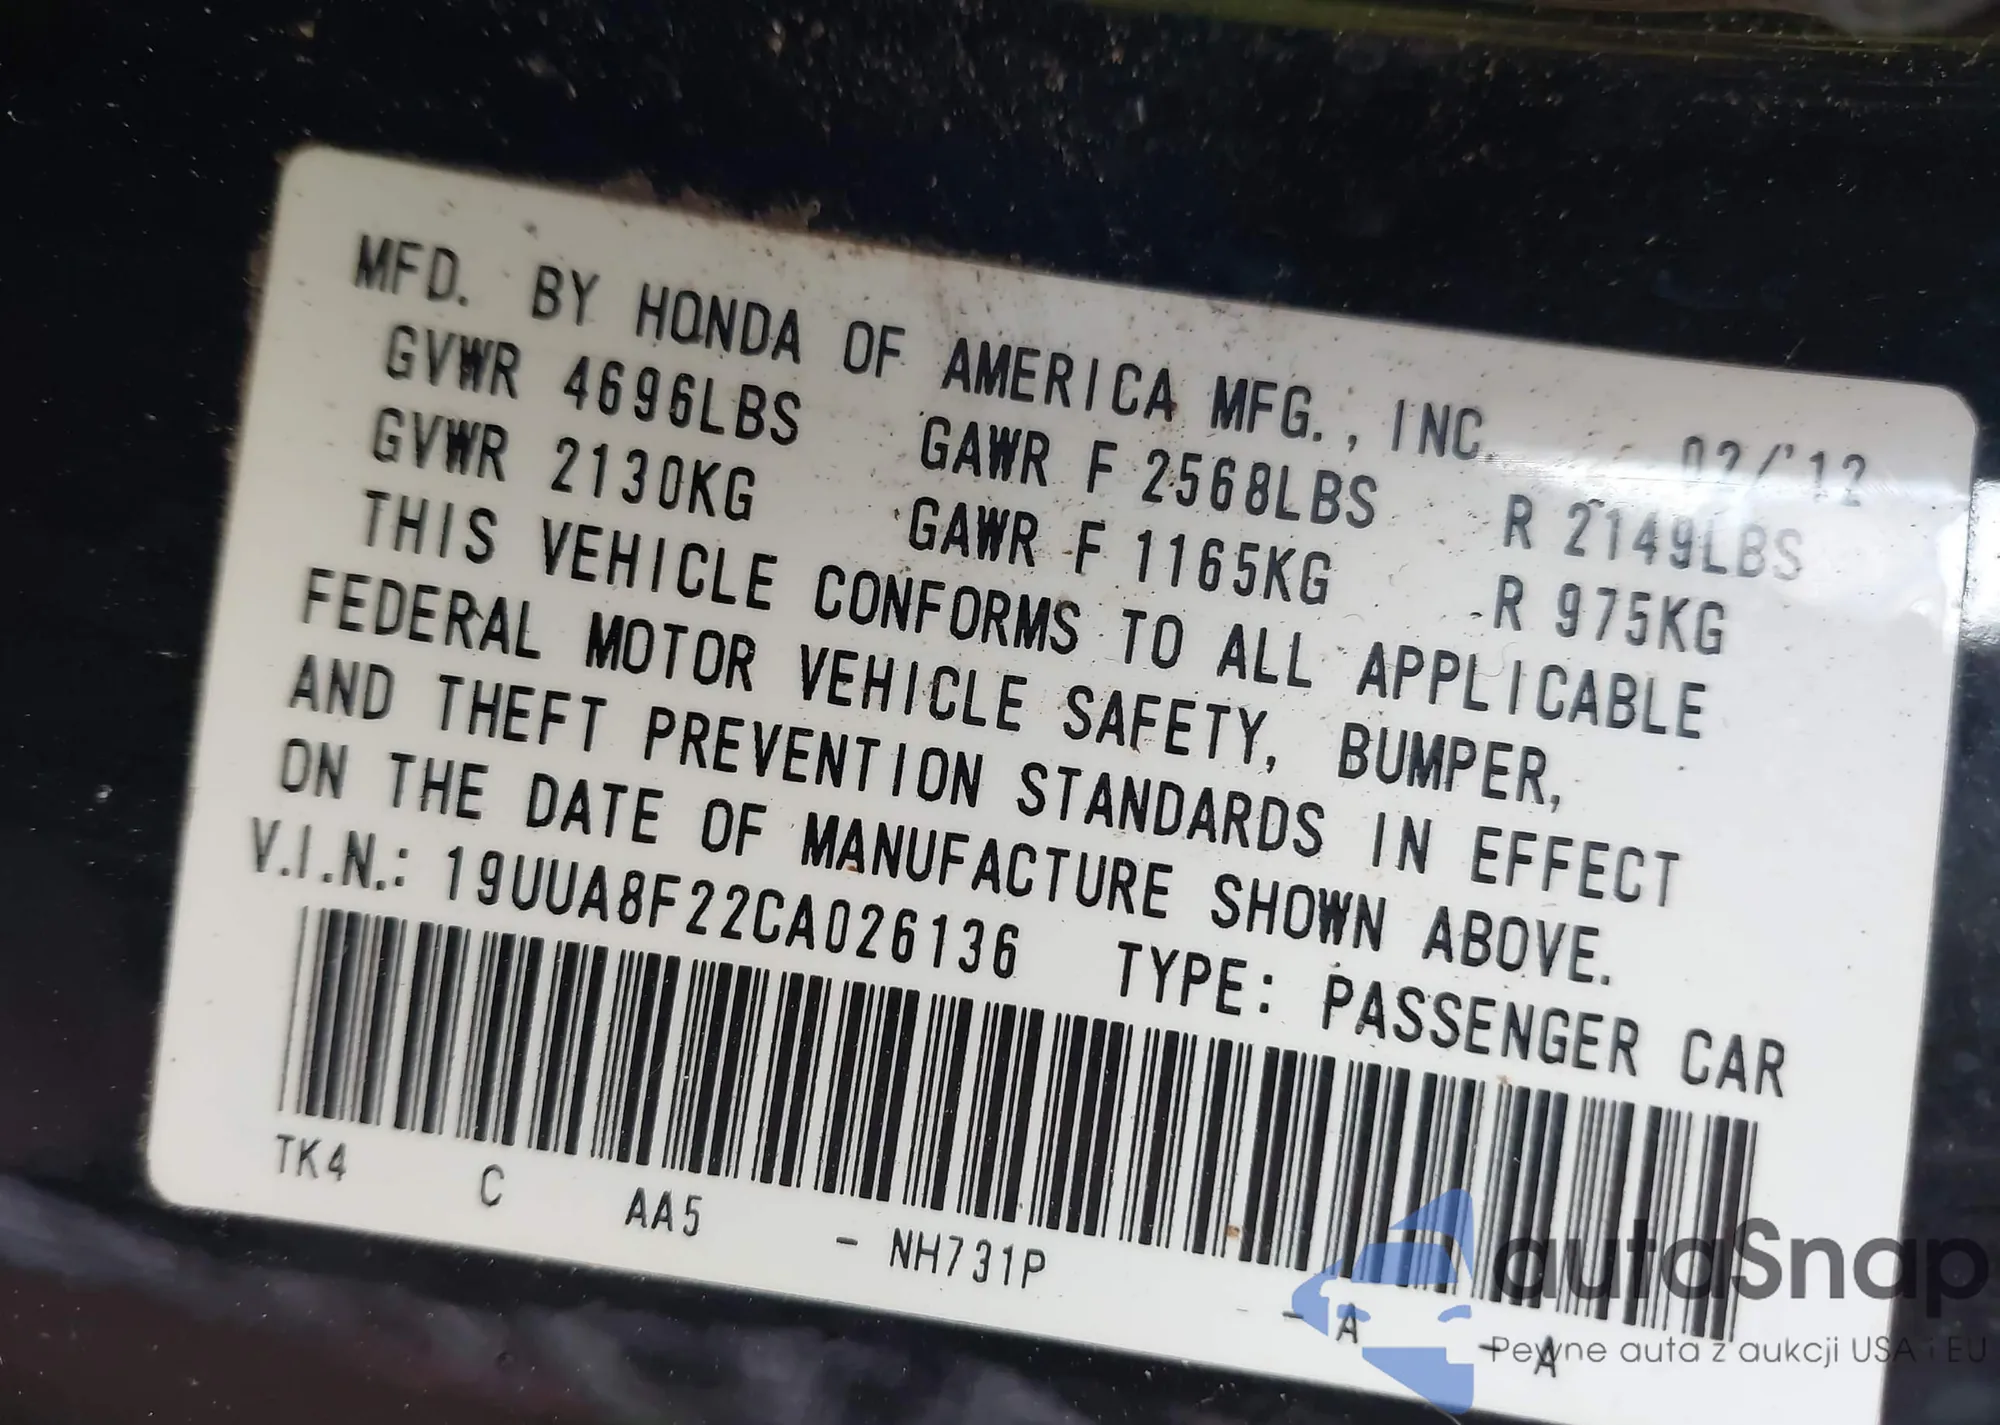 MFD. BY HONDA OF AMERICA MFG., INC. 02/'12
GVWR 4696LBS GAWR F 2568LBS R 2149LBS
GVWR 2130KG GAWR F 1165KG R 975KG
THIS VEHICLE CONFORMS TO ALL APPLICABLE
FEDERAL MOTOR VEHICLE SAFETY, BUMPER,
AND THEFT PREVENTION STANDARDS IN EFFECT
ON THE DATE OF MANUFACTURE SHOWN ABOVE.
V.I.N.: 19UUA8F22CA026136 TYPE: PASSENGER CAR
TK4 C AA5 - NH731P - A - A
autaSnap
Pewne auta z aukcji USA i EU